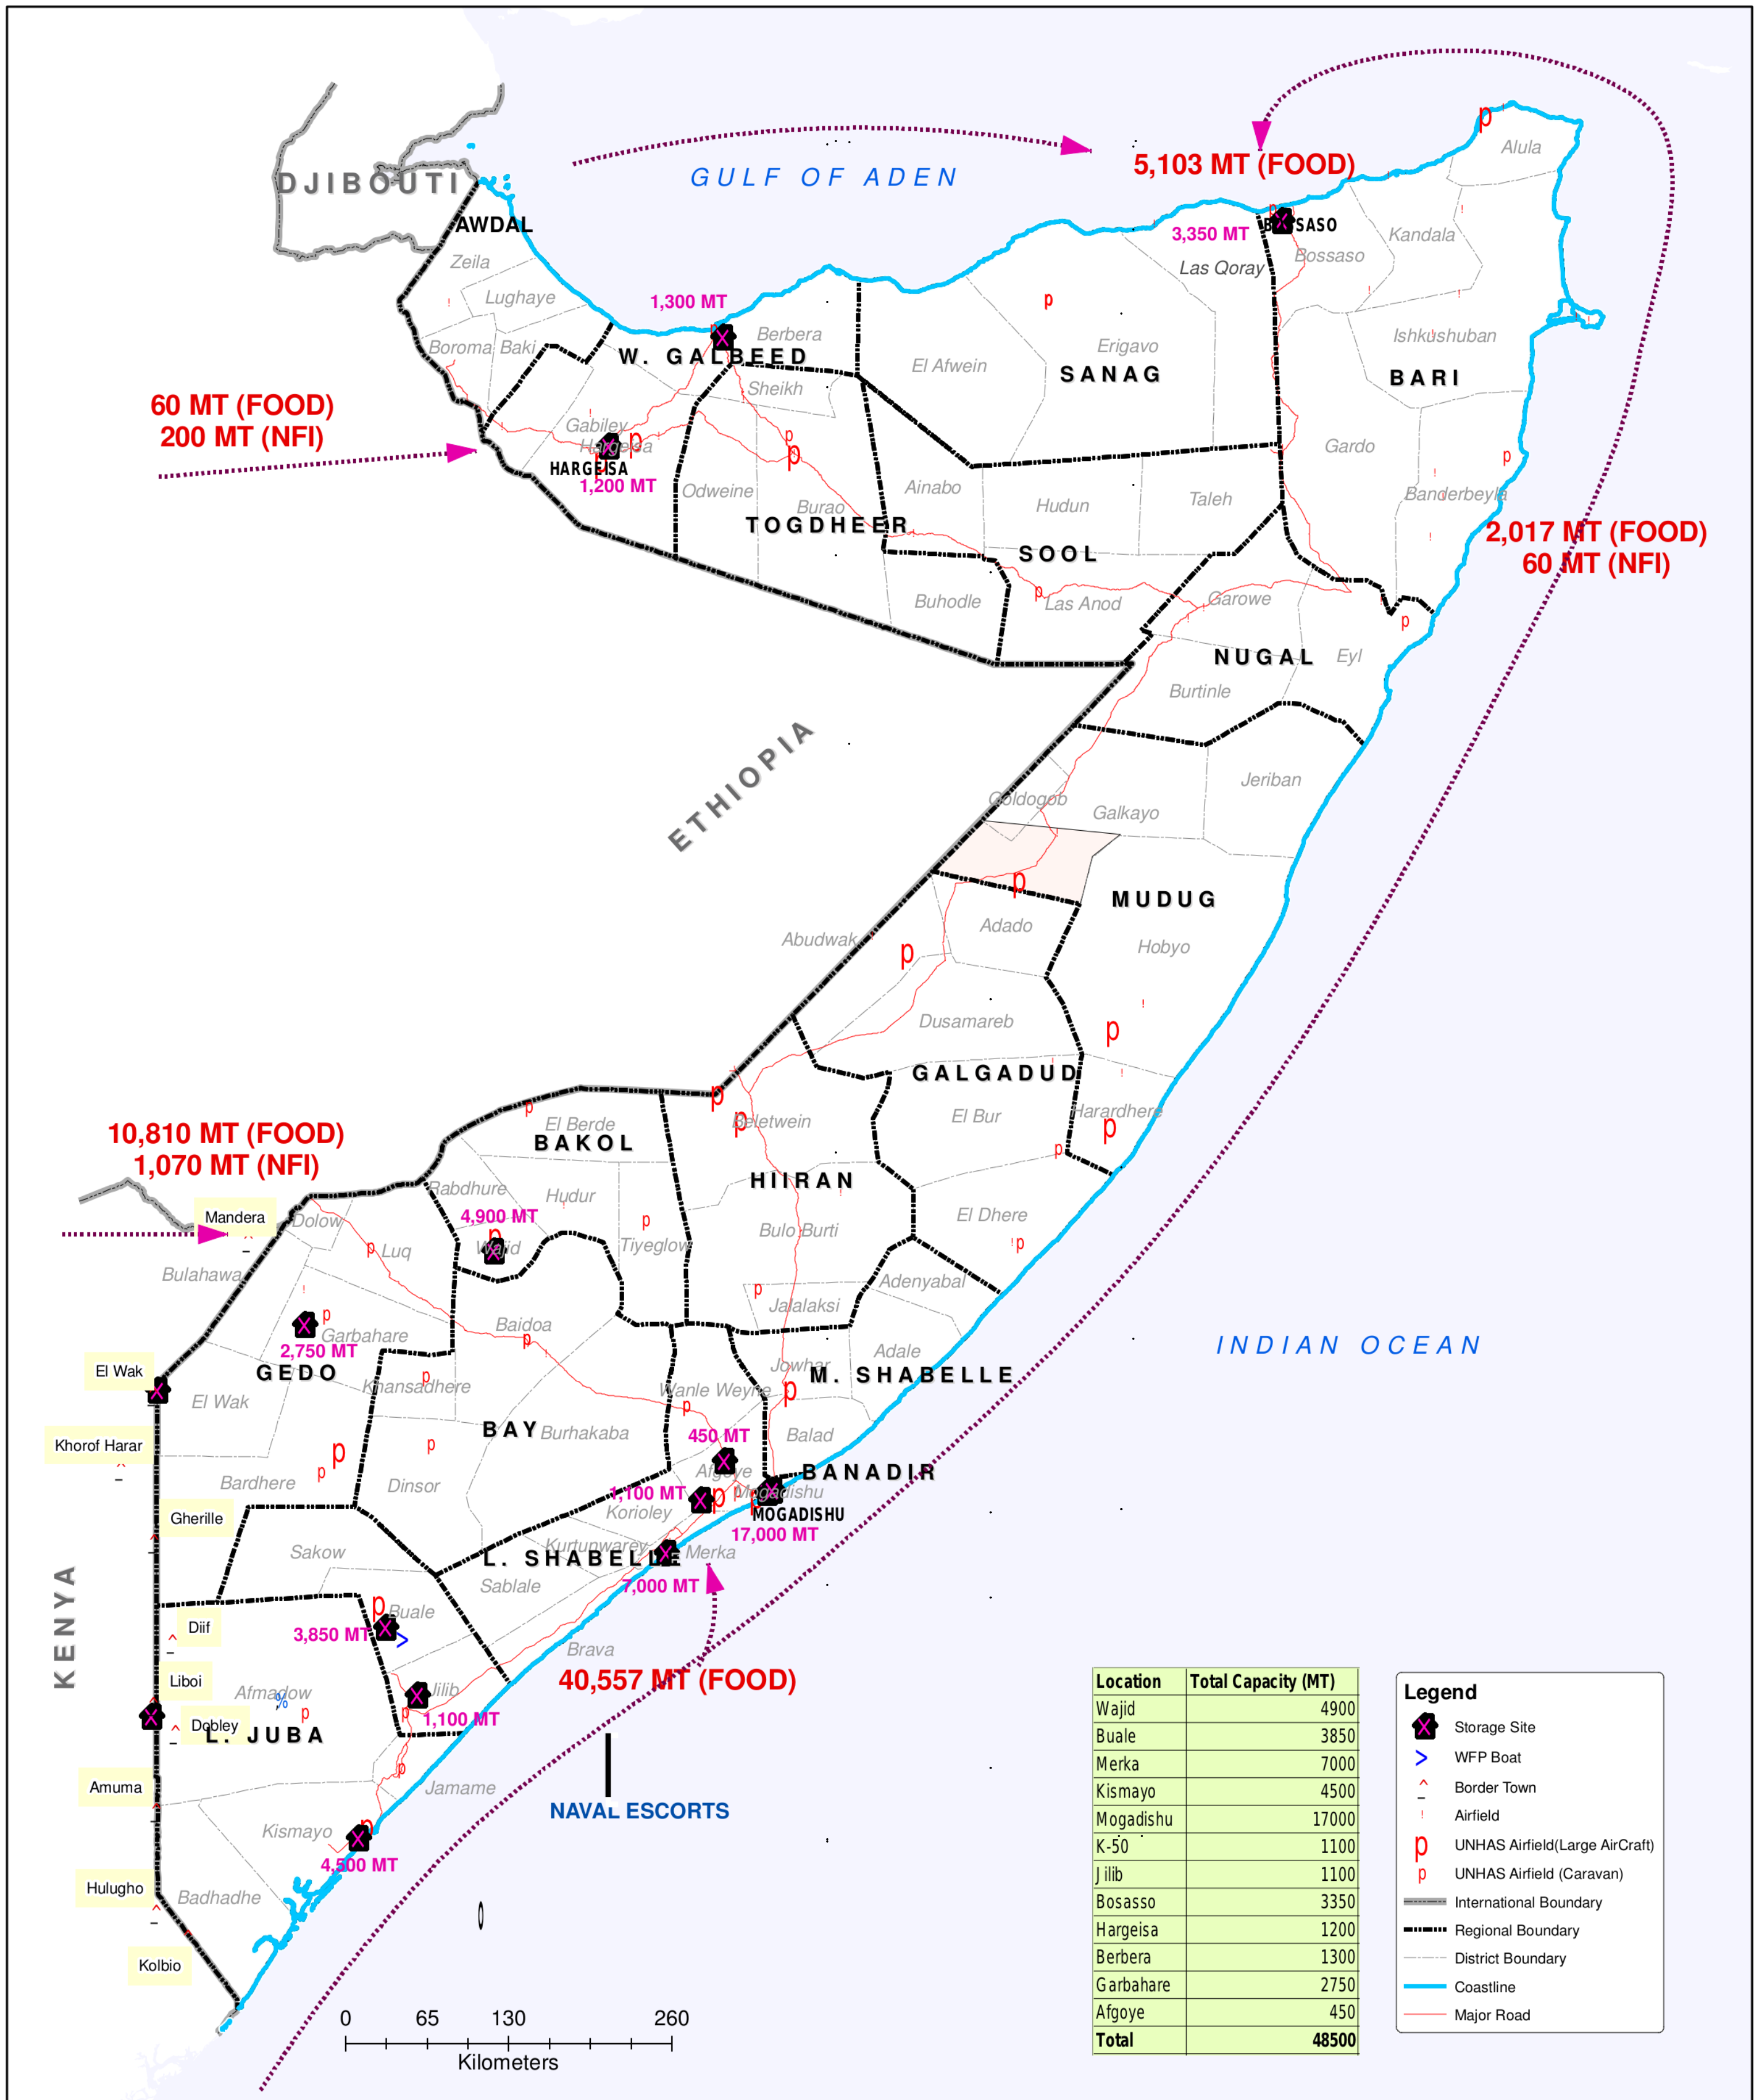 DJIBOUTI
GULF OF ADEN
5,103 MT (FOOD)
Alula
AWDAL
3,350 MT
Kandala
Bossaso
Las Qoray
Zeila
Lughaye
1,300 MT
Berbera
W. GALBEED
Boroma
Baki
Sheikh
El Afwein
Erigavo
SANAG
Ishkushuban
BARI
60 MT (FOOD)
200 MT (NFI)
Gabiley
Hargeisa
HARGEISA
1,200 MT
Odweine
Burao
TOGDHEER
Ainabo
Hudun
Taleh
Gardo
Banderbeyla
SOOL
2,017 MT (FOOD)
60 MT (NFI)
Buhodle
Las Anod
Garowe
NUGAL
Eyl
Burtinle
ETHIOPIA
Goldogob
Galkayo
Jeriban
MUDUG
Abudwak
Adado
Hobyo
Dusamareb
GALGADUD
El Bur
Harardhere
10,810 MT (FOOD)
1,070 MT (NFI)
El Berde
BAKOL
Beletwein
HIIRAN
Rabdhure
Hudur
4,900 MT
Wajid
Tiyeglow
Bulo Burti
El Dhere
Mandera
Dolow
Luq
Bulahawa
Adenyabal
Jalalaksi
Garbahare
2,750 MT
GEDO
Baidoa
INDIAN OCEAN
El Wak
El Wak
Khansadhere
Wanle Weyne
Jowhar
Adale
M. SHABELLE
BAY
Burhakaba
450 MT
Balad
Khorof Harar
Bardhere
Dinsor
Afgoye
BANADIR
1,100 MT
Mogadishu
MOGADISHU
17,000 MT
Korioley
Gherille
Sakow
Kurtunwarey
L. SHABELLE
Merka
Sablale
7,000 MT
KENYA
Diif
Buale
3,850 MT
Brava
40,557 MT (FOOD)
Liboi
Afmadow
Jilib
1,100 MT
Dobley
L. JUBA
Amuma
Jamame
NAVAL ESCORTS
Kismayo
4,500 MT
Hulugho
Badhadhe
Kolbio
0 65 130 260
Kilometers
Location Total Capacity (MT)
Wajid 4900
Buale 3850
Merka 7000
Kismayo 4500
Mogadishu 17000
K-50 1100
Jilib 1100
Bosasso 3350
Hargeisa 1200
Berbera 1300
Garbahare 2750
Afgoye 450
Total 48500
Legend
Storage Site
WFP Boat
Border Town
Airfield
UNHAS Airfield(Large AirCraft)
UNHAS Airfield (Caravan)
International Boundary
Regional Boundary
District Boundary
Coastline
Major Road